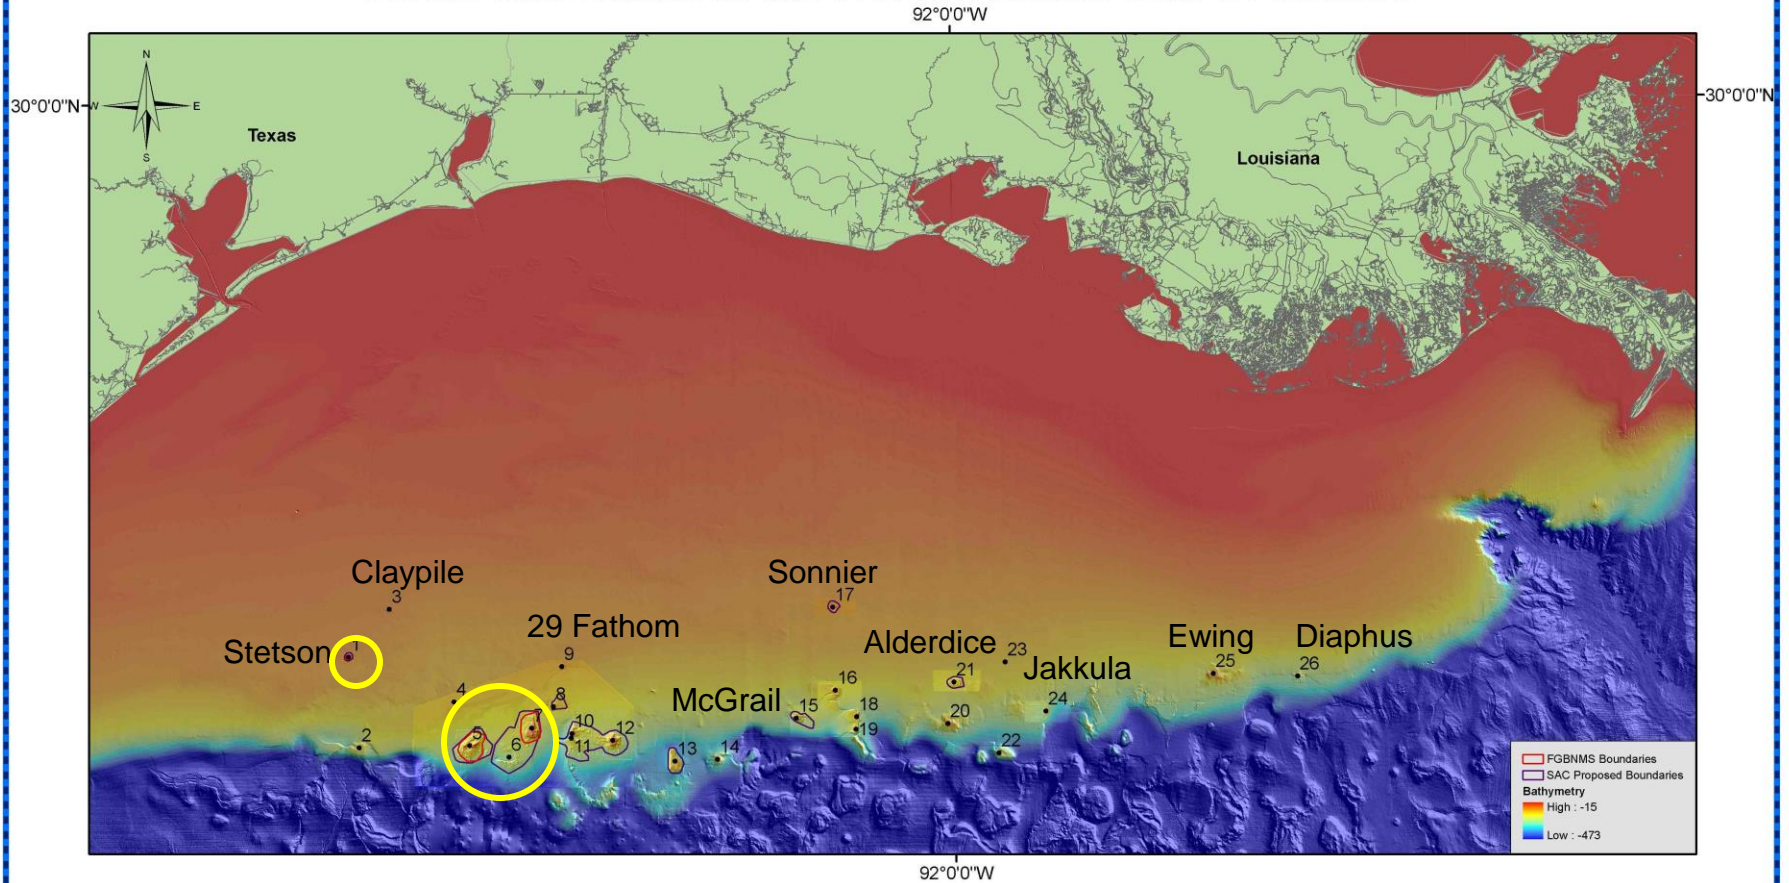 92°0'0"W
30°0'0"N
30°0'0"N
N
W
E
S
Texas
Louisiana
Claypile
3
Sonnier
17
29 Fathom
9
Stetson
1
Alderdice
23
21
Ewing
25
Diaphus
26
Jakkula
24
McGrail
16
15
18
19
20
22
4
8
7
10
12
5
6
11
2
13
14
FGBNMS Boundaries
SAC Proposed Boundaries
Bathymetry
High : -15
Low : -473
92°0'0"W